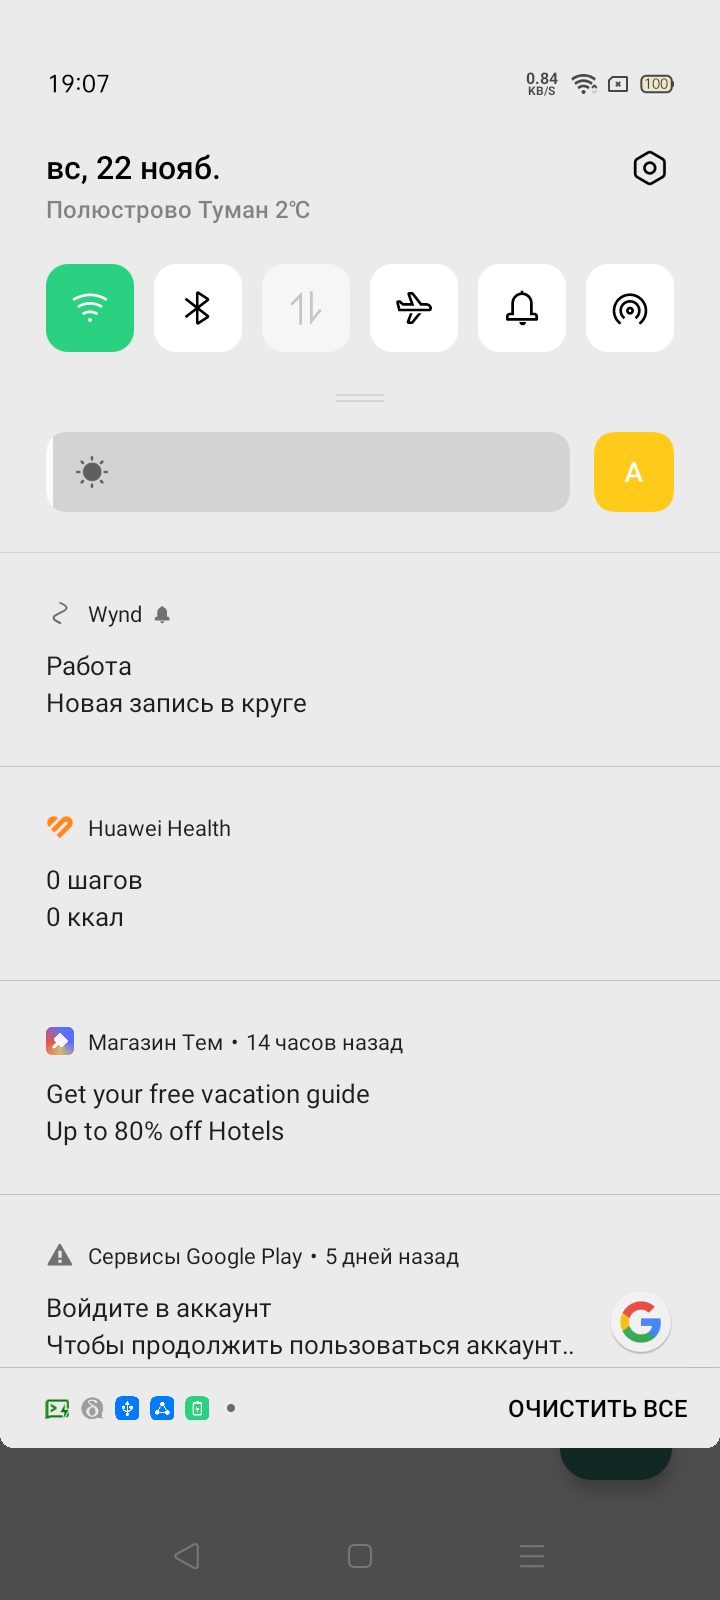 19:07
0.84
KB/S
100
вс, 22 нояб.
Полюстрово Туман 2°C
A
Wynd
Работа
Новая запись в круге
Huawei Health
0 шагов
0 ккал
Магазин Тем • 14 часов назад
Get your free vacation guide
Up to 80% off Hotels
Сервисы Google Play • 5 дней назад
Войдите в аккаунт
Чтобы продолжить пользоваться аккаунт..
ОЧИСТИТЬ ВСЕ